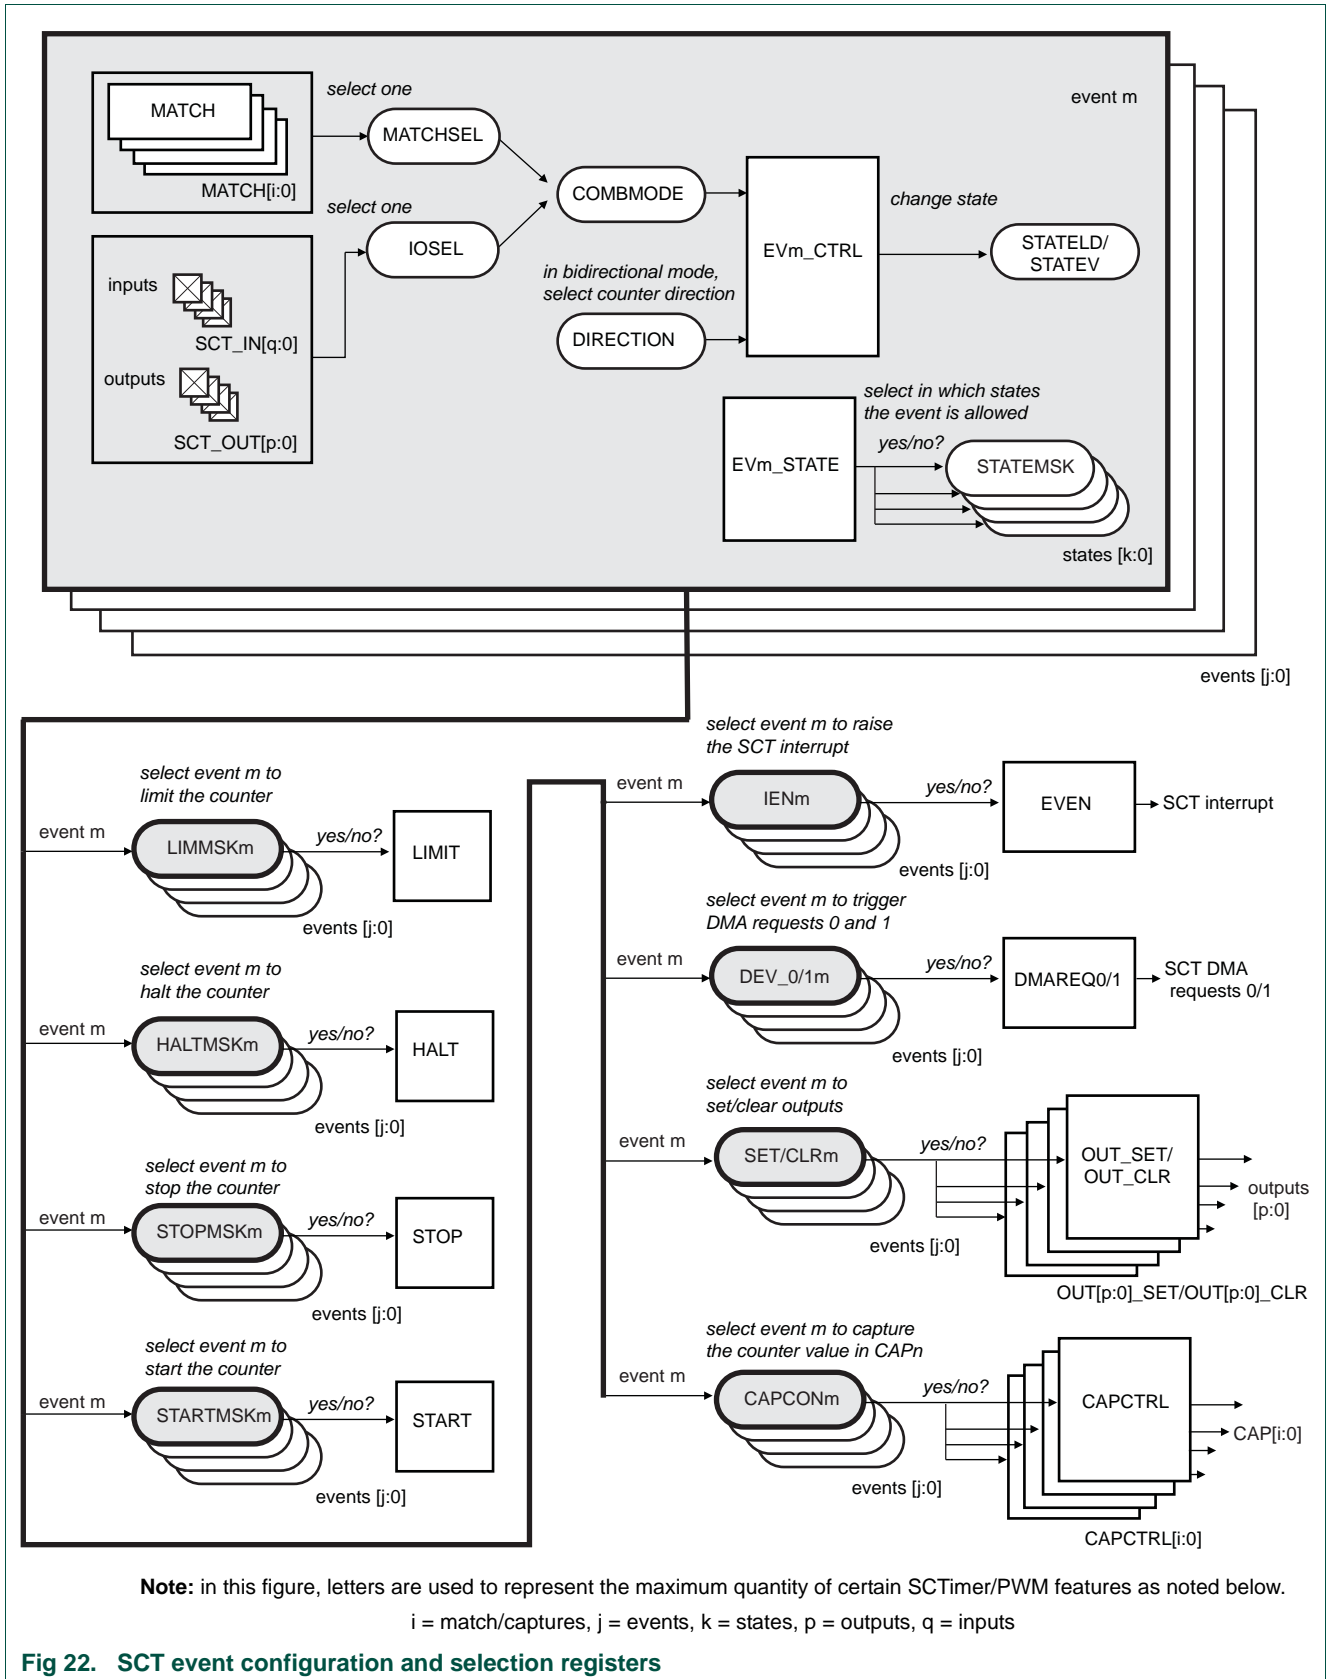 event m
select one
MATCH
MATCHSEL
MATCH[i:0]
select one
IOSEL
COMBMODE
EVm_CTRL
change state
STATELD/
STATEV
inputs
SCT_IN[q:0]
outputs
SCT_OUT[p:0]
in bidirectional mode,
select counter direction
DIRECTION
select in which states
the event is allowed
yes/no?
EVm_STATE
STATEMSK
states [k:0]
events [j:0]
select event m to
limit the counter
event m
LIMMSKm
yes/no?
LIMIT
events [j:0]
select event m to
halt the counter
event m
HALTMSKm
yes/no?
HALT
events [j:0]
select event m to
stop the counter
event m
STOPMSKm
yes/no?
STOP
events [j:0]
select event m to
start the counter
event m
STARTMSKm
yes/no?
START
events [j:0]
select event m to raise
the SCT interrupt
event m
IENm
yes/no?
EVEN
SCT interrupt
events [j:0]
select event m to trigger
DMA requests 0 and 1
event m
DEV_0/1m
yes/no?
DMAREQ0/1
SCT DMA
requests 0/1
events [j:0]
select event m to
set/clear outputs
event m
SET/CLRm
yes/no?
OUT_SET/
OUT_CLR
outputs
[p:0]
events [j:0]
OUT[p:0]_SET/OUT[p:0]_CLR
select event m to capture
the counter value in CAPn
event m
CAPCONm
yes/no?
CAPCTRL
CAP[i:0]
events [j:0]
CAPCTRL[i:0]
Note: in this figure, letters are used to represent the maximum quantity of certain SCTimer/PWM features as noted below.
i = match/captures, j = events, k = states, p = outputs, q = inputs
Fig 22. SCT event configuration and selection registers